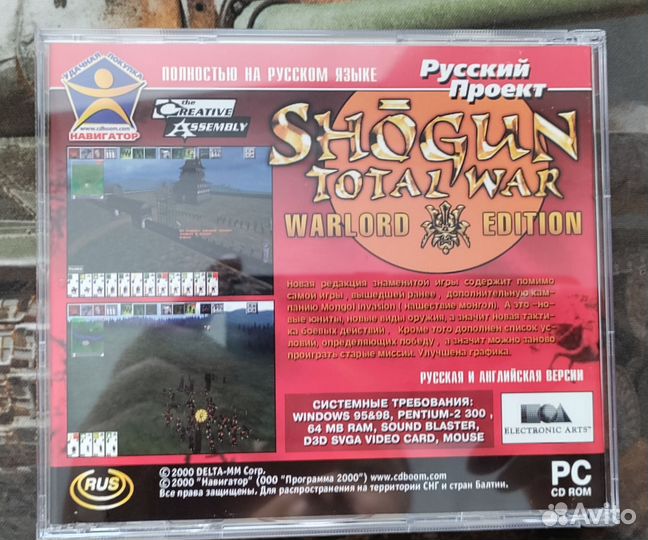 УДАЧНАЯ ПОКУПКА
www.cdboom.com
НАВИГАТОР
ПОЛНОСТЬЮ НА РУССКОМ ЯЗЫКЕ
Русский
Проект
the
CREATIVE
ASSEMBLY
SHŌGUN
TOTAL WAR
WARLORD EDITION
Новая редакция знаменитой игры содержит помимо
самой игры , вышедшей ранее , дополнительную кам-
панию Mongol Invasion ( нашествие монгол). А это -но-
вые юниты, новые виды оружия, а значит новая такти-
ка боевых действий . Кроме того дополнен список ус-
ловий, определяющих победу , а значит можно заново
проиграть старые миссии. Улучшена графика.
РУССКАЯ И АНГЛИЙСКАЯ ВЕРСИИ
СИСТЕМНЫЕ ТРЕБОВАНИЯ:
WINDOWS 95&98, PENTIUM-2 300 ,
64 MB RAM, SOUND BLASTER,
D3D SVGA VIDEO CARD, MOUSE
ELECTRONIC ARTS™
RUS
© 2000 DELTA-MM Corp.
© 2000 "Навигатор" (ООО "Программа 2000") www.cdboom.com
Все права защищены. Для распространения на территории СНГ и стран Балтии.
PC
CD ROM
Avito